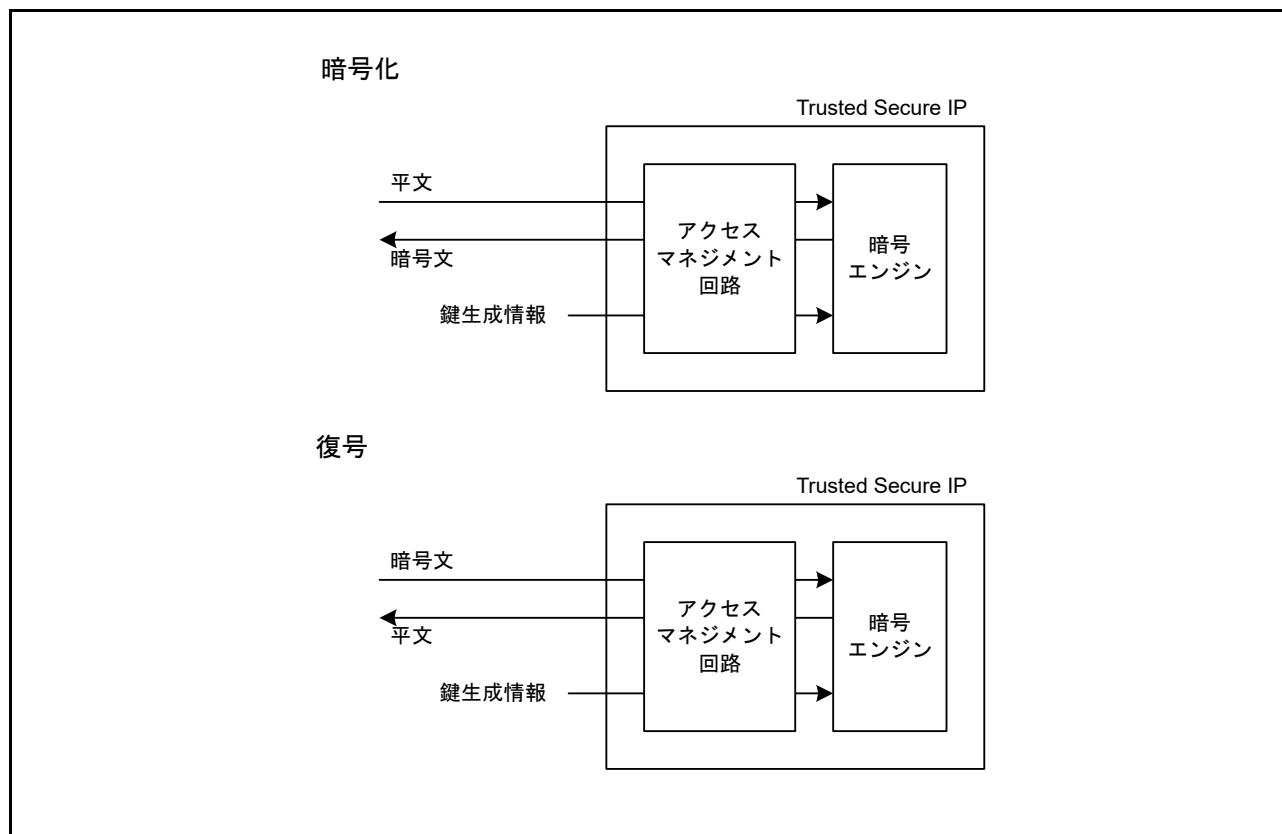 暗号化
Trusted Secure IP
平文
暗号文
鍵生成情報
アクセス
マネジメント
回路
暗号
エンジン
復号
Trusted Secure IP
暗号文
平文
鍵生成情報
アクセス
マネジメント
回路
暗号
エンジン